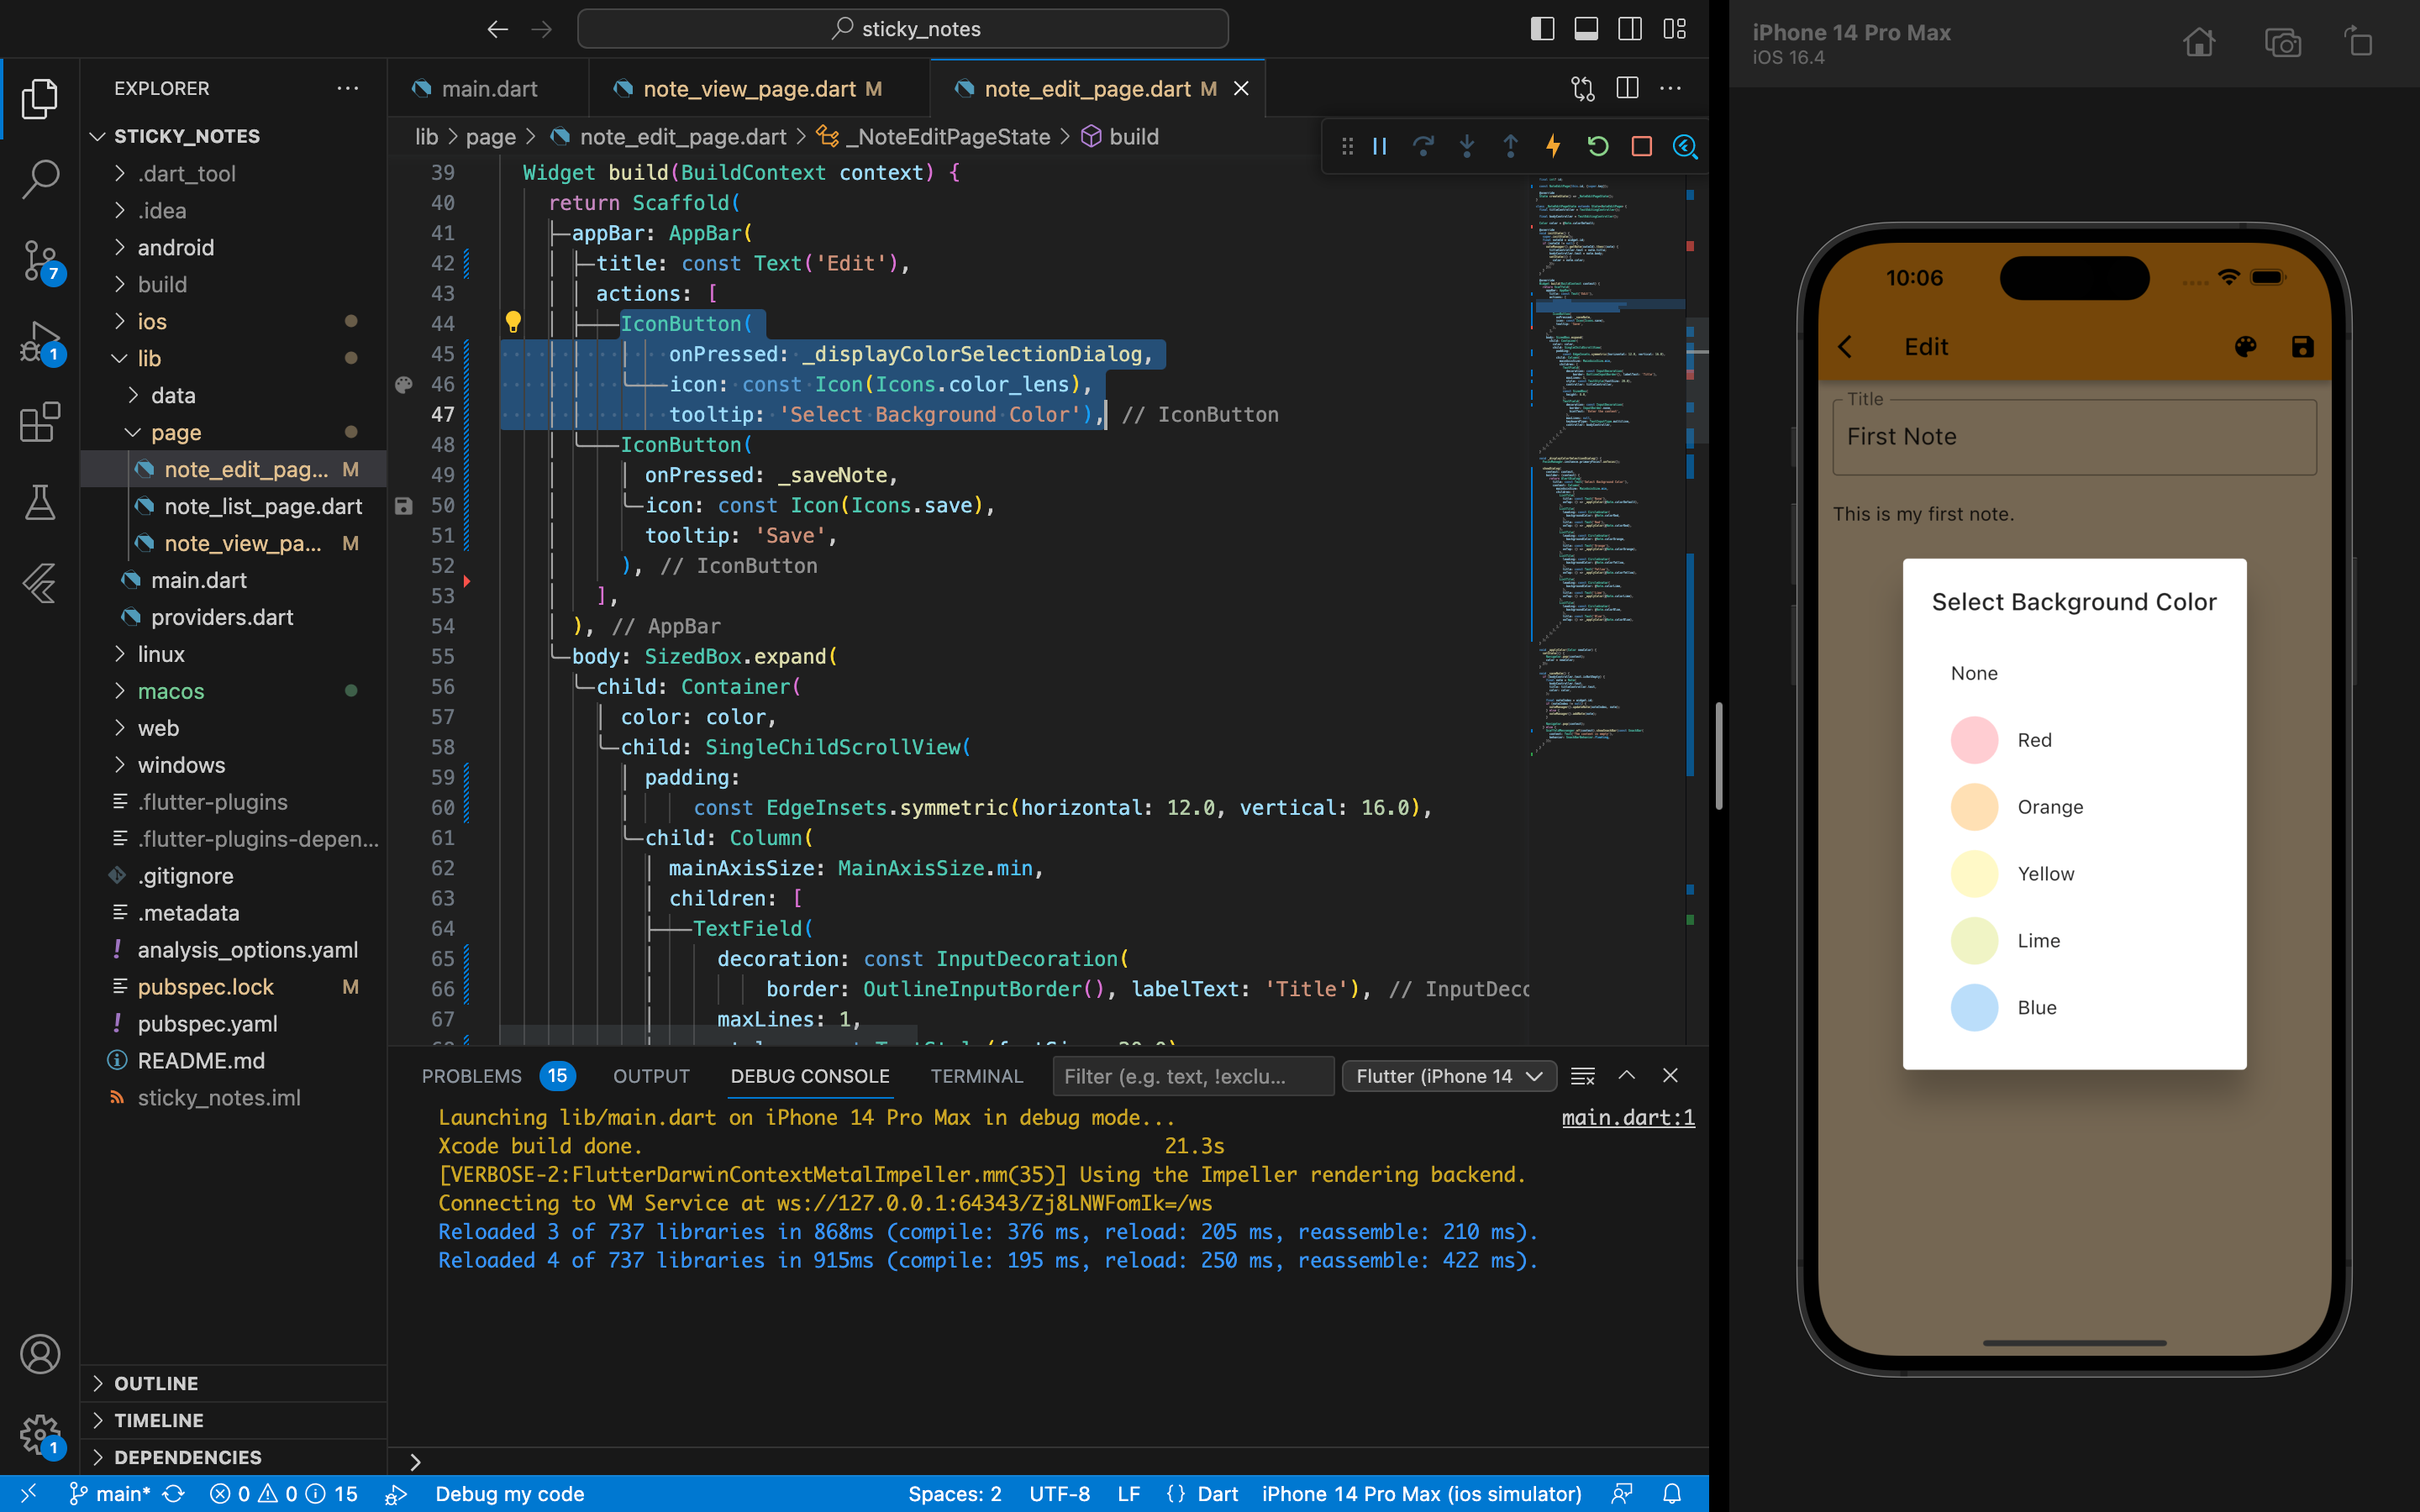 sticky_notes
EXPLORER
STICKY_NOTES
.dart_tool
.idea
android
build
ios
lib
data
page
note_edit_pag... M
note_list_page.dart
note_view_pa... M
main.dart
providers.dart
linux
macos
web
windows
.flutter-plugins
.flutter-plugins-depen...
.gitignore
.metadata
analysis_options.yaml
pubspec.lock M
pubspec.yaml
README.md
sticky_notes.iml
OUTLINE
TIMELINE
DEPENDENCIES
7
1
1
main.dart
note_view_page.dart M
note_edit_page.dart M
lib > page > note_edit_page.dart > _NoteEditPageState > build
39 Widget build(BuildContext context) {
40 return Scaffold(
41 appBar: AppBar(
42 title: const Text('Edit'),
43 actions: [
44 IconButton(
45 onPressed: _displayColorSelectionDialog,
46 icon: const Icon(Icons.color_lens),
47 tooltip: 'Select Background Color'), // IconButton
48 IconButton(
49 onPressed: _saveNote,
50 icon: const Icon(Icons.save),
51 tooltip: 'Save',
52 ), // IconButton
53 ],
54 ), // AppBar
55 body: SizedBox.expand(
56 child: Container(
57 color: color,
58 child: SingleChildScrollView(
59 padding:
60 const EdgeInsets.symmetric(horizontal: 12.0, vertical: 16.0),
61 child: Column(
62 mainAxisSize: MainAxisSize.min,
63 children: [
64 TextField(
65 decoration: const InputDecoration(
66 border: OutlineInputBorder(), labelText: 'Title'), // InputDeco
67 maxLines: 1,
PROBLEMS 15 OUTPUT DEBUG CONSOLE TERMINAL Filter (e.g. text, !exclu... Flutter (iPhone 14
Launching lib/main.dart on iPhone 14 Pro Max in debug mode... main.dart:1
Xcode build done. 21.3s
[VERBOSE-2:FlutterDarwinContextMetalImpeller.mm(35)] Using the Impeller rendering backend.
Connecting to VM Service at ws://127.0.0.1:64343/Zj8LNWFomIk=/ws
Reloaded 3 of 737 libraries in 868ms (compile: 376 ms, reload: 205 ms, reassemble: 210 ms).
Reloaded 4 of 737 libraries in 915ms (compile: 195 ms, reload: 250 ms, reassemble: 422 ms).
main* 0 0 15 Debug my code Spaces: 2 UTF-8 LF {} Dart iPhone 14 Pro Max (ios simulator)
iPhone 14 Pro Max
iOS 16.4
10:06
Edit
Title
First Note
This is my first note.
Select Background Color
None
Red
Orange
Yellow
Lime
Blue